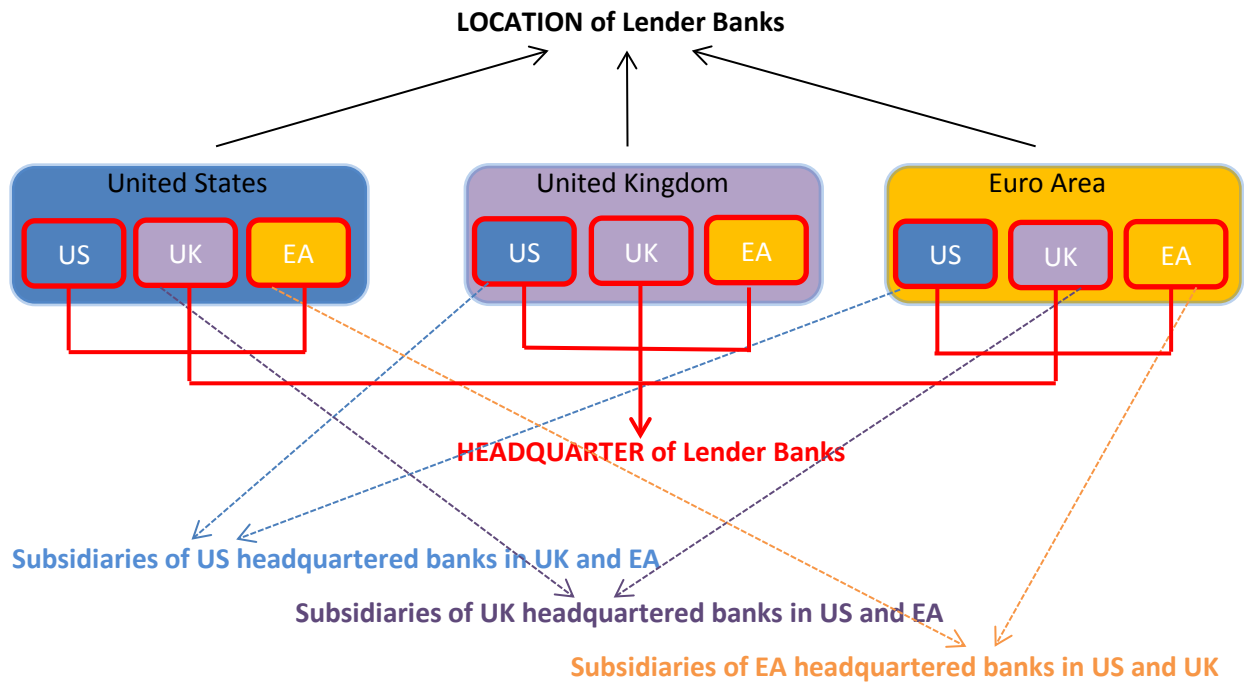 LOCATION of Lender Banks
United States
United Kingdom
Euro Area
US
UK
EA
US
UK
EA
US
UK
EA
HEADQUARTER of Lender Banks
Subsidiaries of US headquartered banks in UK and EA
Subsidiaries of UK headquartered banks in US and EA
Subsidiaries of EA headquartered banks in US and UK